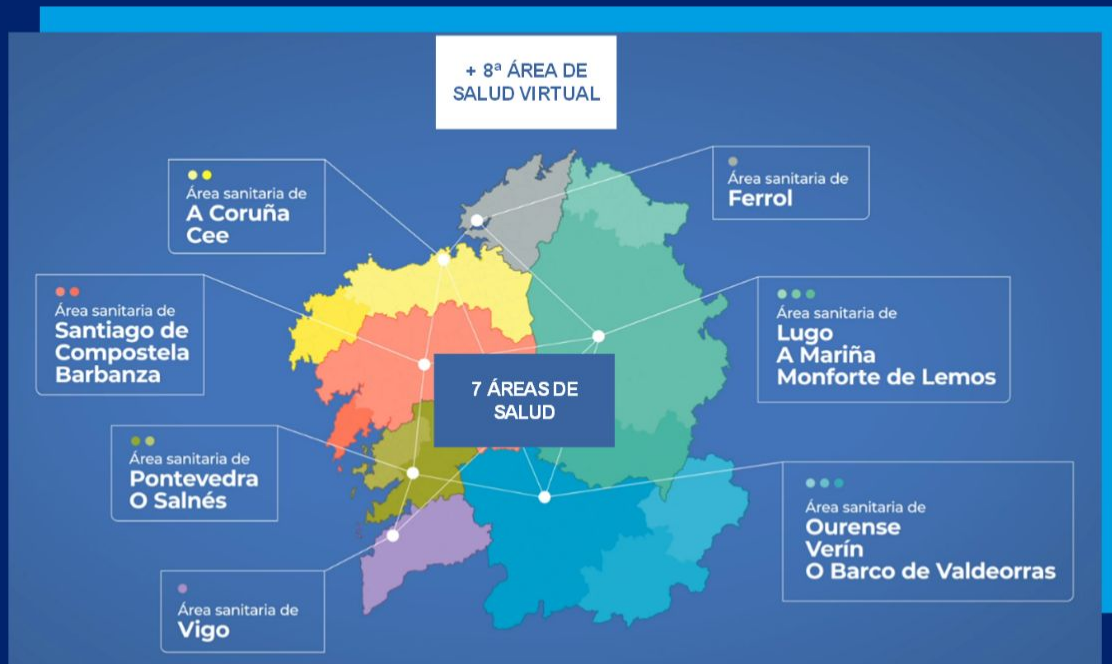 + 8ª ÁREA DE
SALUD VIRTUAL
Área sanitaria de
A Coruña
Cee
Área sanitaria de
Ferrol
Área sanitaria de
Santiago de
Compostela
Barbanza
Área sanitaria de
Lugo
A Mariña
Monforte de Lemos
7 ÁREAS DE
SALUD
Área sanitaria de
Pontevedra
O Salnés
Área sanitaria de
Ourense
Verín
O Barco de Valdeorras
Área sanitaria de
Vigo